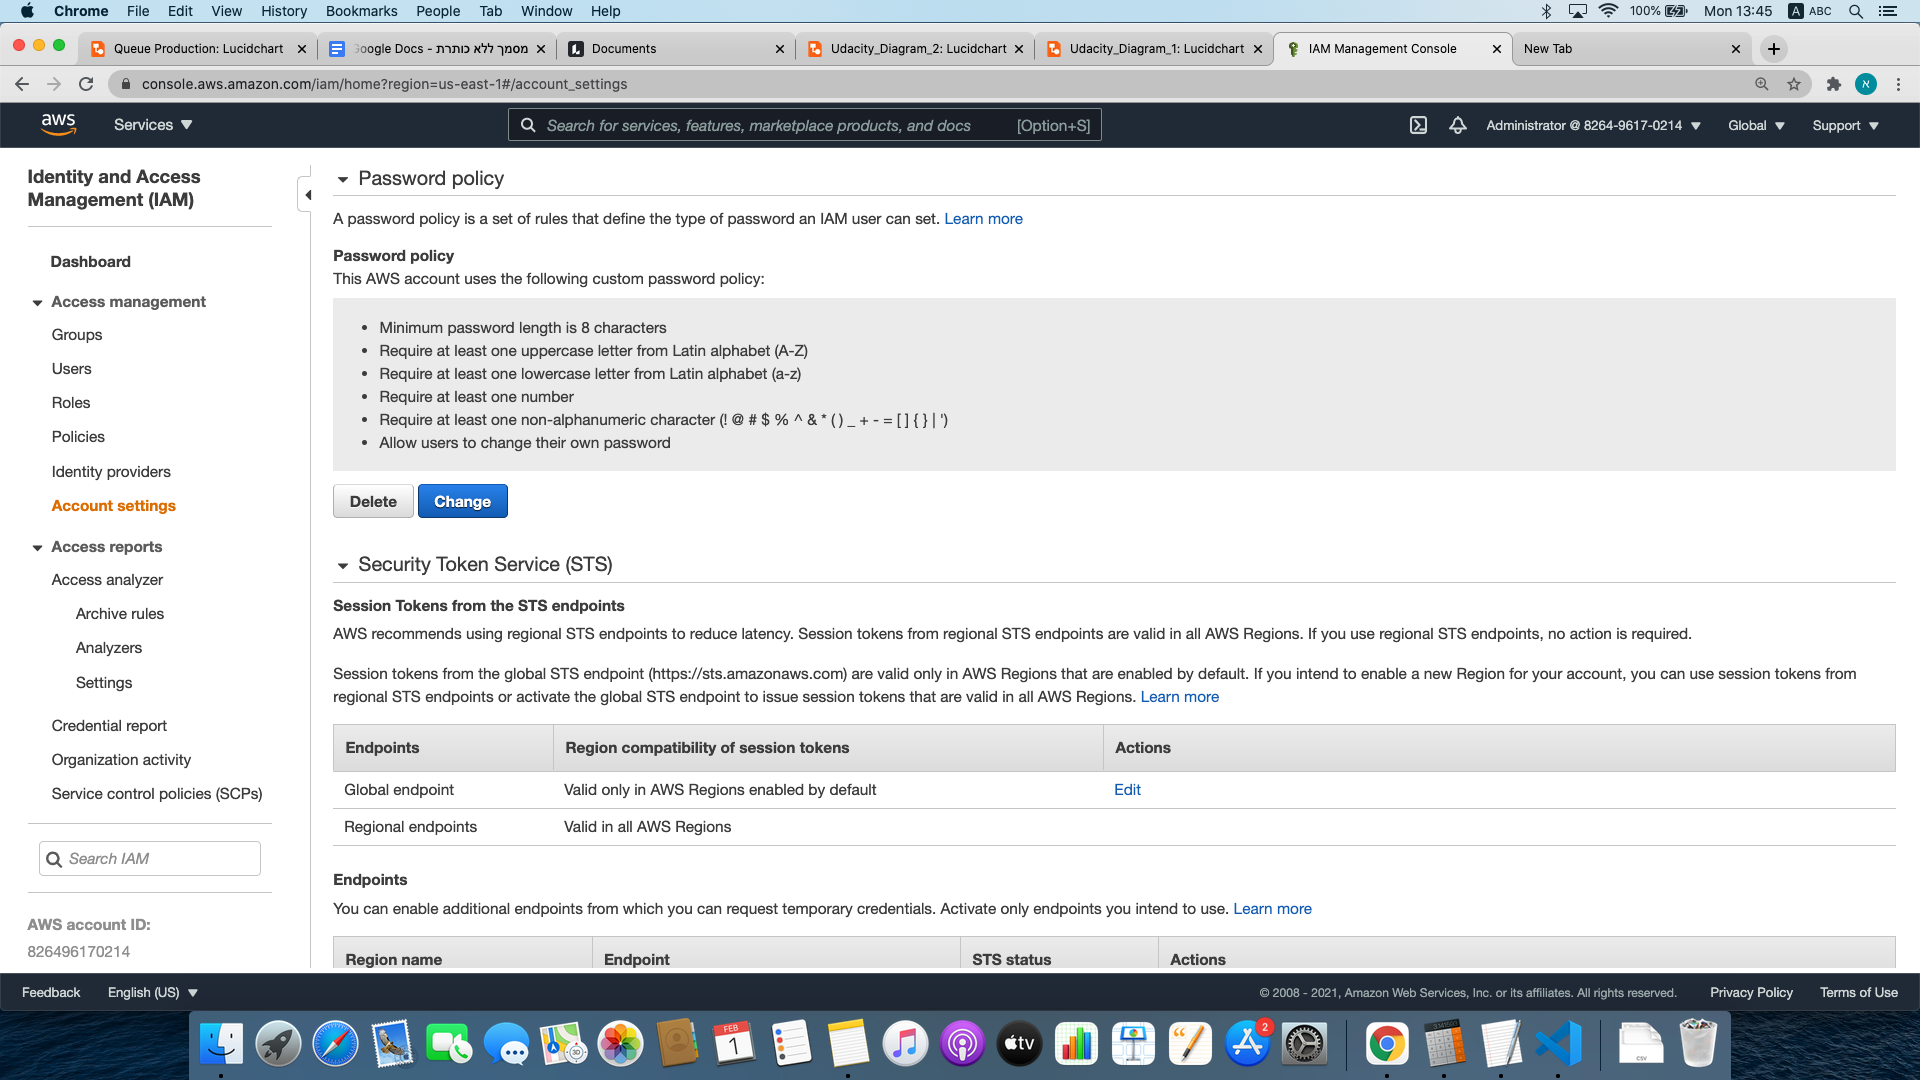 Chrome File Edit View History Bookmarks People Tab Window Help 100% Mon 13:45 A ABC
Queue Production: Lucidchart
מסמך ללא כותרת - Google Docs
Documents
Udacity_Diagram_2: Lucidchart
Udacity_Diagram_1: Lucidchart
IAM Management Console
New Tab
console.aws.amazon.com/iam/home?region=us-east-1#/account_settings
א
aws Services Search for services, features, marketplace products, and docs [Option+S] Administrator @ 8264-9617-0214 Global Support
Identity and Access
Management (IAM)
Dashboard
Access management
Groups
Users
Roles
Policies
Identity providers
Account settings
Access reports
Access analyzer
Archive rules
Analyzers
Settings
Credential report
Organization activity
Service control policies (SCPs)
Search IAM
AWS account ID:
826496170214
Password policy
A password policy is a set of rules that define the type of password an IAM user can set. Learn more
Password policy
This AWS account uses the following custom password policy:
• Minimum password length is 8 characters
• Require at least one uppercase letter from Latin alphabet (A-Z)
• Require at least one lowercase letter from Latin alphabet (a-z)
• Require at least one number
• Require at least one non-alphanumeric character (! @ # $ % ^ & * ( ) _ + - = [ ] { } | ')
• Allow users to change their own password
Delete Change
Security Token Service (STS)
Session Tokens from the STS endpoints
AWS recommends using regional STS endpoints to reduce latency. Session tokens from regional STS endpoints are valid in all AWS Regions. If you use regional STS endpoints, no action is required.
Session tokens from the global STS endpoint (https://sts.amazonaws.com) are valid only in AWS Regions that are enabled by default. If you intend to enable a new Region for your account, you can use session tokens from
regional STS endpoints or activate the global STS endpoint to issue session tokens that are valid in all AWS Regions. Learn more
Endpoints Region compatibility of session tokens Actions
Global endpoint Valid only in AWS Regions enabled by default Edit
Regional endpoints Valid in all AWS Regions
Endpoints
You can enable additional endpoints from which you can request temporary credentials. Activate only endpoints you intend to use. Learn more
Region name Endpoint STS status Actions
Feedback English (US) © 2008 - 2021, Amazon Web Services, Inc. or its affiliates. All rights reserved. Privacy Policy Terms of Use
FEB
1
3D
tv
2
CSV